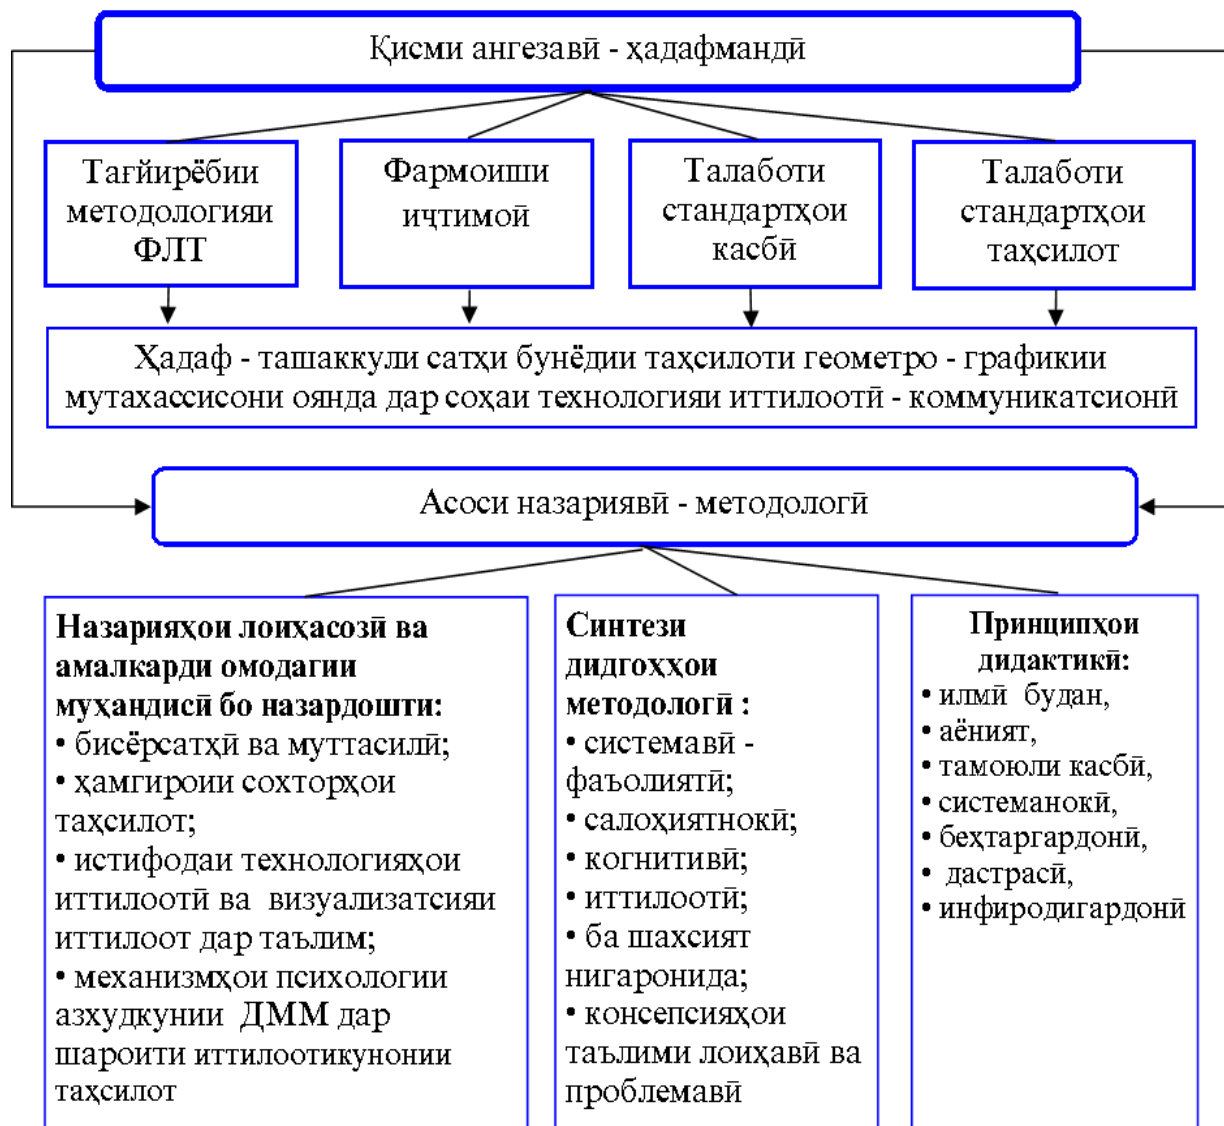 Қисми ангезавӣ - ҳадафмандӣ
Тағйирёбии
методологияи
ФЛТ
Фармоиши
иҷтимоӣ
Талаботи
стандартҳои
касбӣ
Талаботи
стандартҳои
таҳсилот
Ҳадаф - ташаккули сатҳи бунёдии таҳсилоти геометро - графикии
мутахассисони оянда дар соҳаи технологияи иттилоотӣ - коммуникатсионӣ
Асоси назариявӣ - методологӣ
Назарияҳои лоиҳасозӣ ва
амалкарди омодагии
муҳандисӣ бо назардошти:
• бисёрсатҳӣ ва муттасилӣ;
• ҳамгироии сохторҳои
таҳсилот;
• истифодаи технологияҳои
иттилоотӣ ва визуализатсияи
иттилоот дар таълим;
• механизмҳои психологии
азхудкунии ДММ дар
шароити иттилоотикунонии
таҳсилот
Синтези
дидгоҳҳои
методологӣ :
• системавӣ -
фаъолиятӣ;
• салоҳиятнокӣ;
• когнитивӣ;
• иттилоотӣ;
• ба шахсият
нигаронида;
• консепсияҳои
таълими лоиҳавӣ ва
проблемавӣ
Принципҳои
дидактикӣ:
• илмӣ будан,
• аёният,
• тамоюли касбӣ,
• системанокӣ,
• беҳтаргардонӣ,
• дастрасӣ,
• инфиродигардонӣ